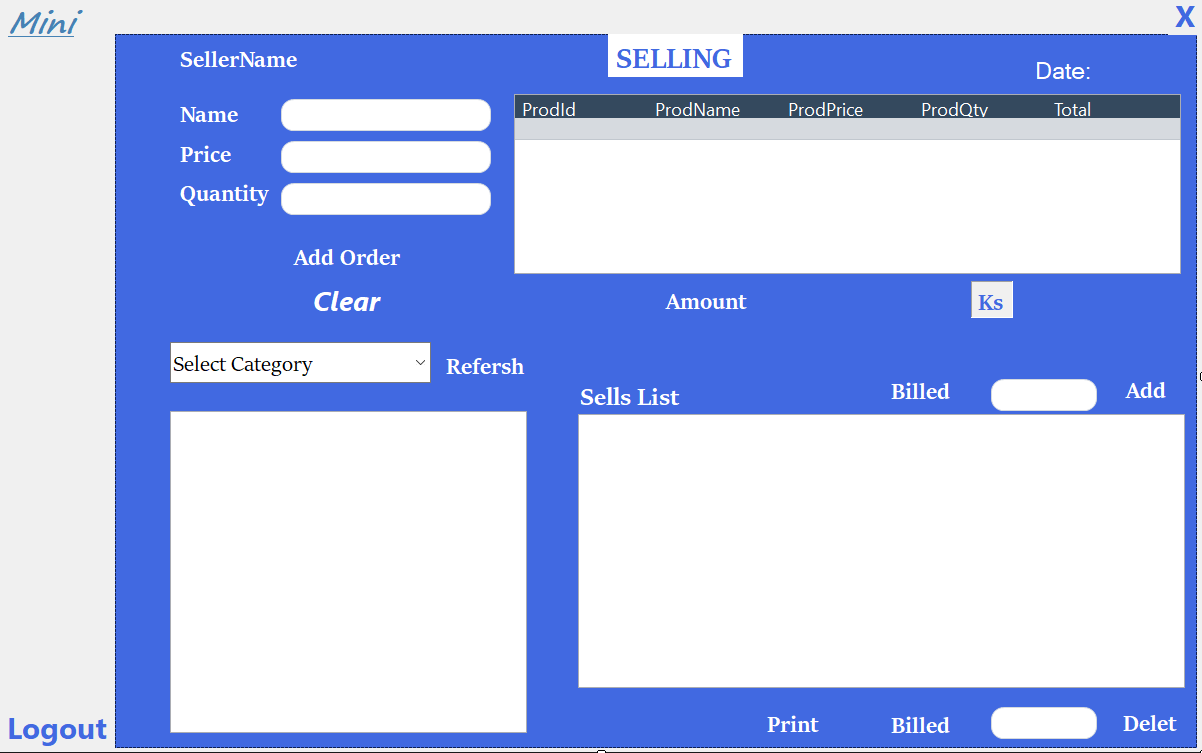 Mini
X
SellerName
SELLING
Date:
Name
Price
Quantity
ProdId ProdName ProdPrice ProdQty Total
Add Order
Clear
Amount
Ks
Select Category
Refersh
Sells List
Billed
Add
Logout
Print
Billed
Delet